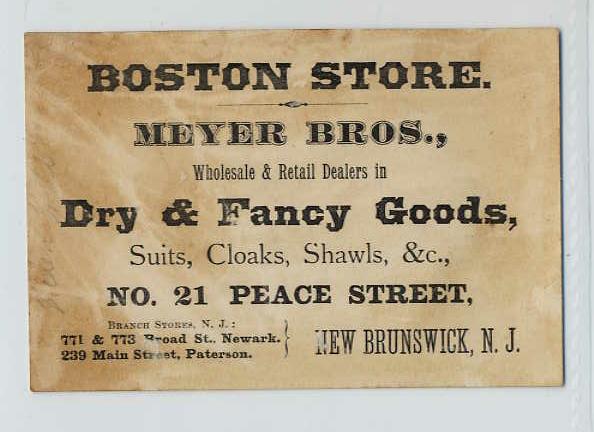 BOSTON STORE.
MEYER BROS.,
Wholesale & Retail Dealers in
Dry & Fancy Goods,
Suits, Cloaks, Shawls, &c.,
NO. 21 PEACE STREET,
BRANCH STORES, N. J.:
771 & 773 Broad St., Newark.
239 Main Street, Paterson.
NEW BRUNSWICK, N. J.